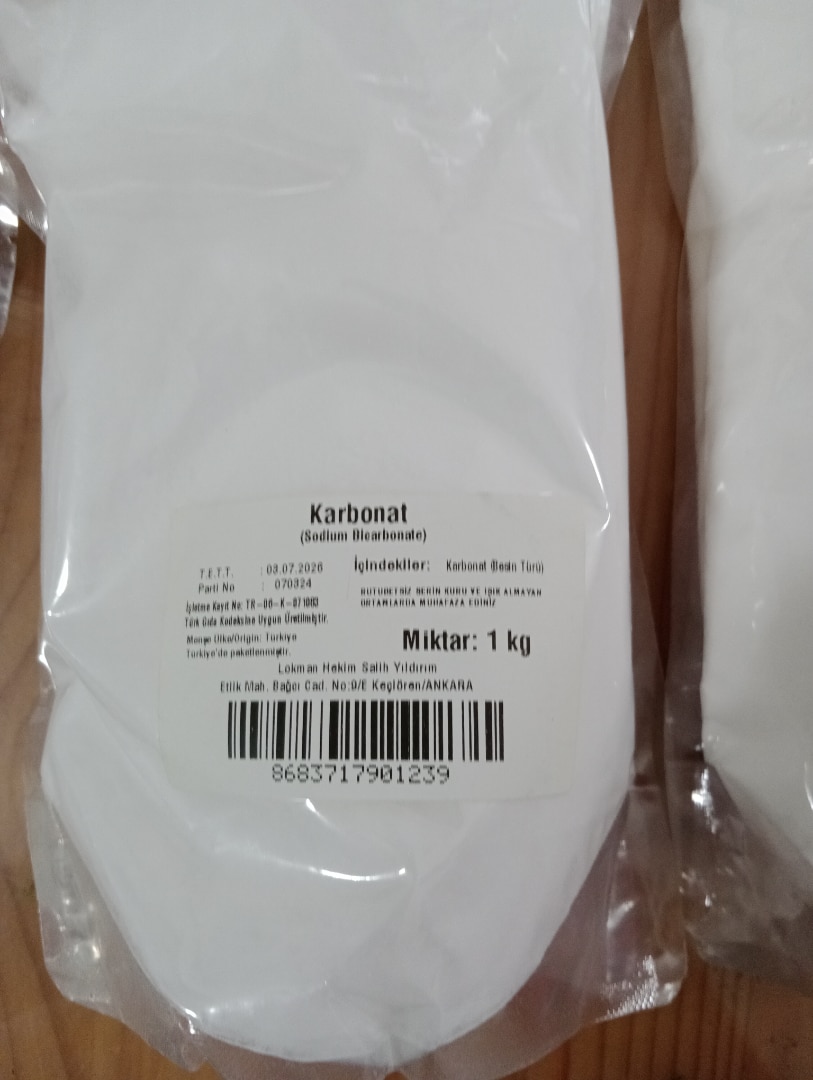 Karbonat
(Sodium Bicarbonate)
T.E.T.T. : 03.07.2026
Parti No : 070324
İçindekiler: Karbonat (Besin Türü)
RUTUBETSİZ SERİN KURU VE IŞIK ALMAYAN
ORTAMLARDA MUHAFAZA EDİNİZ
İşletme Kayıt No: TR-06-K-071003
Türk Gıda Kodeksine Uygun Üretilmiştir.
Menşe Ülke/Origin: Türkiye
Türkiye'de paketlenmiştir.
Miktar: 1 kg
Lokman Hekim Salih Yıldırım
Etlik Mah. Bağcı Cad. No:9/E Keçiören/ANKARA
8683717901239